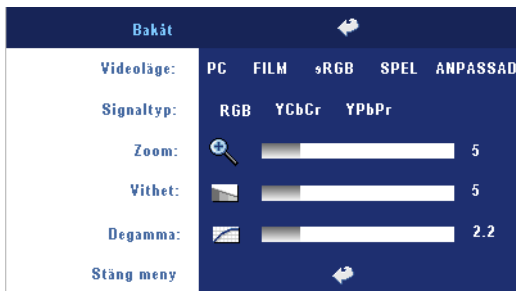 Bakåt
Videoläge: PC FILM sRGB SPEL ANPASSAD
Signaltyp: RGB YCbCr YPbPr
Zoom: 5
Vithet: 5
Degamma: 2.2
Stäng meny